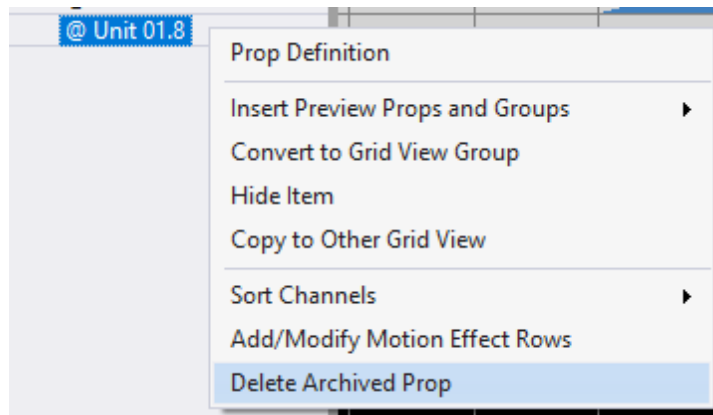 @ Unit 01.8
Prop Definition
Insert Preview Props and Groups
Convert to Grid View Group
Hide Item
Copy to Other Grid View
Sort Channels
Add/Modify Motion Effect Rows
Delete Archived Prop